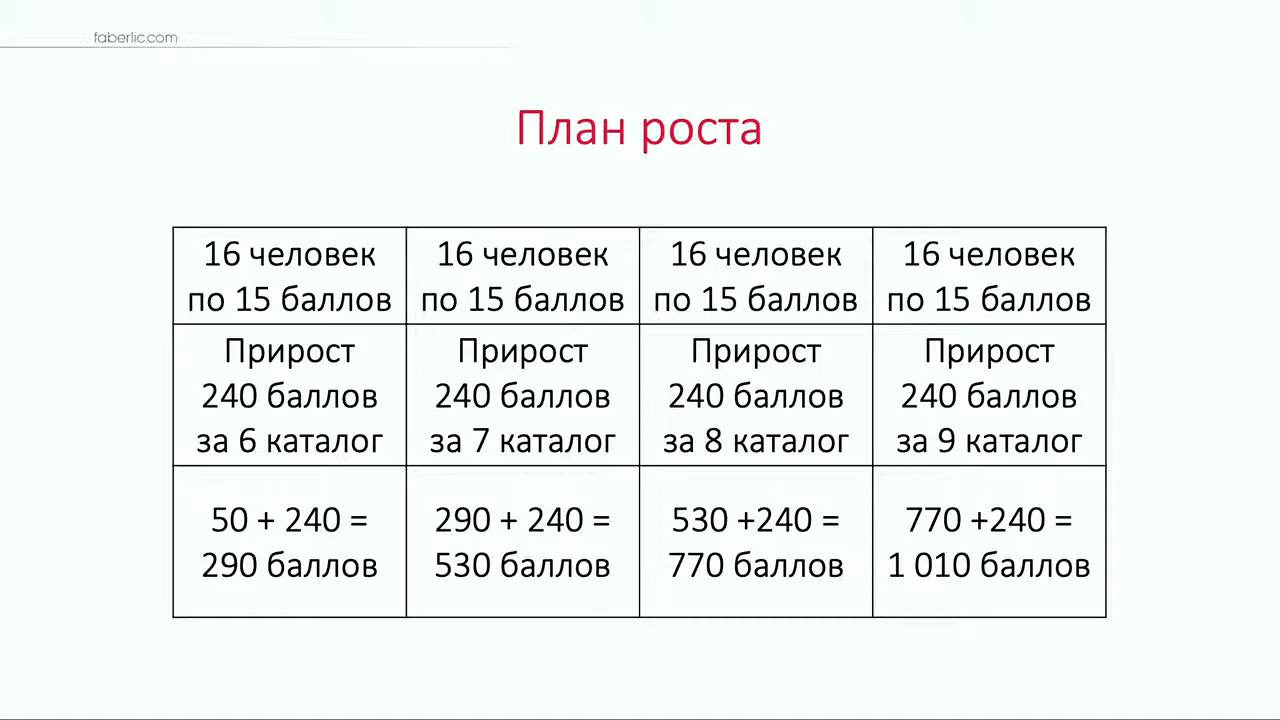 faberlic.com
План роста
16 человек
по 15 баллов
16 человек
по 15 баллов
16 человек
по 15 баллов
16 человек
по 15 баллов
Прирост
240 баллов
за 6 каталог
Прирост
240 баллов
за 7 каталог
Прирост
240 баллов
за 8 каталог
Прирост
240 баллов
за 9 каталог
50 + 240 =
290 баллов
290 + 240 =
530 баллов
530 +240 =
770 баллов
770 +240 =
1 010 баллов